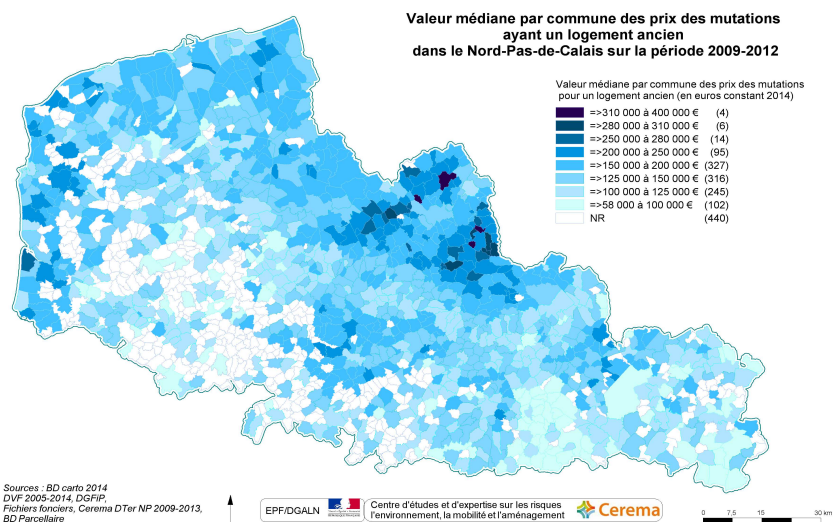 Valeur médiane par commune des prix des mutations
ayant un logement ancien
dans le Nord-Pas-de-Calais sur la période 2009-2012
Valeur médiane par commune des prix des mutations
pour un logement ancien (en euros constant 2014)
=>310 000 à 400 000 € (4)
=>280 000 à 310 000 € (6)
=>250 000 à 280 000 € (14)
=>200 000 à 250 000 € (95)
=>150 000 à 200 000 € (327)
=>125 000 à 150 000 € (316)
=>100 000 à 125 000 € (245)
=>58 000 à 100 000 € (102)
NR (440)
Sources : BD carto 2014
DVF 2005-2014, DGFiP,
Fichiers fonciers, Cerema DTer NP 2009-2013,
BD Parcellaire
EPF/DGALN
Centre d'études et d'expertise sur les risques
l'environnement, la mobilité et l'aménagement
Cerema
0 7,5 15 30 km